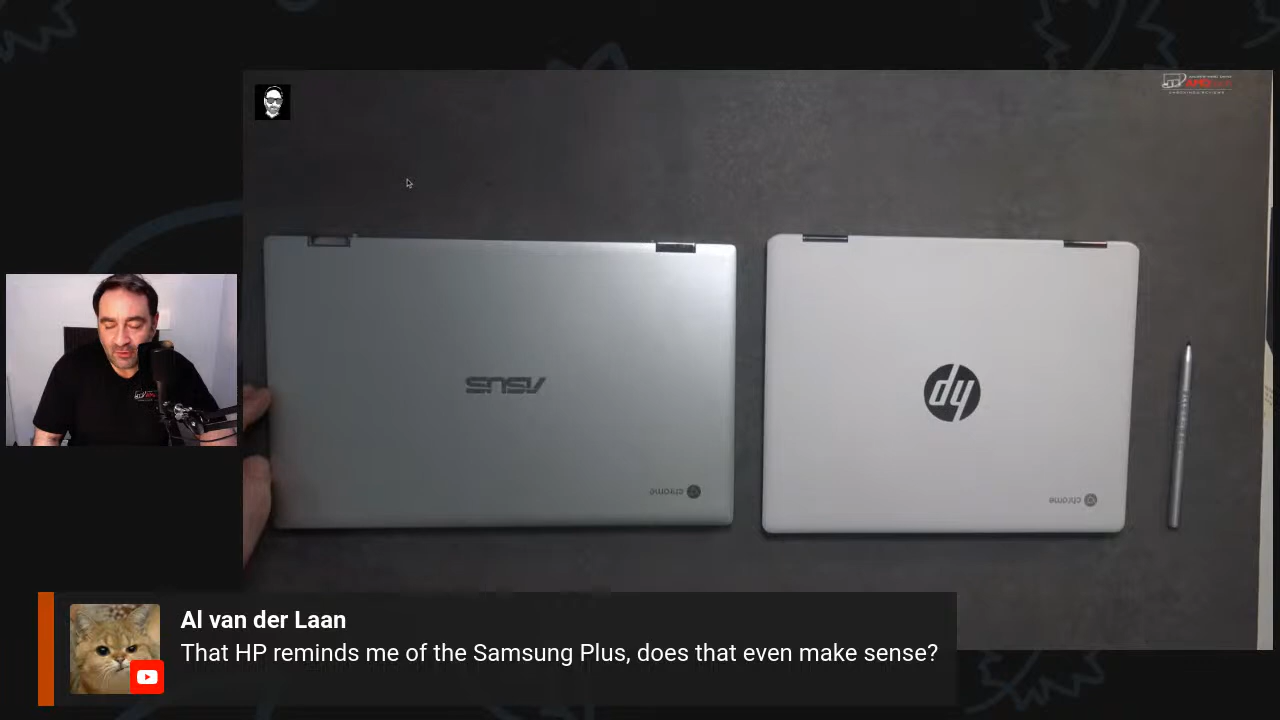 ASUS
hp
chrome
chrome
Al van der Laan
That HP reminds me of the Samsung Plus, does that even make sense?